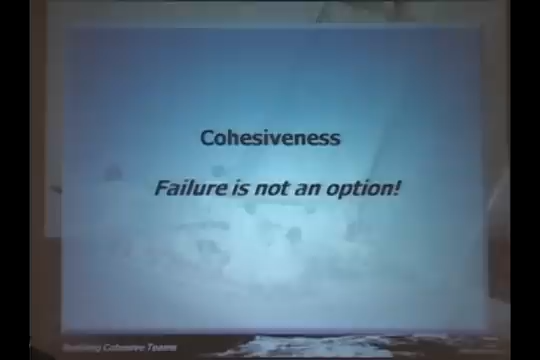 Cohesiveness
Failure is not an option!
Building Cohesive Teams